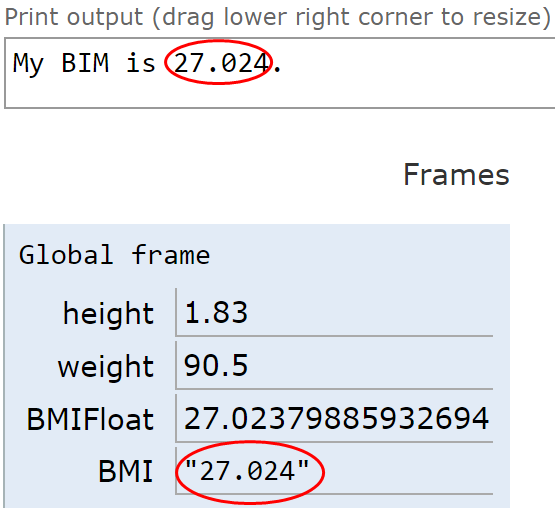 Print output (drag lower right corner to resize)
My BIM is 27.024.
Frames
Global frame
height 1.83
weight 90.5
BMIFloat 27.02379885932694
BMI "27.024"